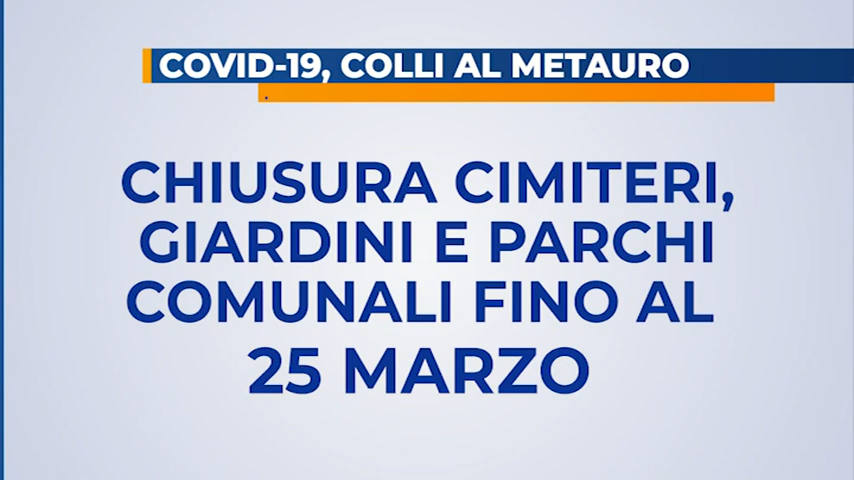 COVID-19, COLLI AL METAURO
CHIUSURA CIMITERI,
GIARDINI E PARCHI
COMUNALI FINO AL
25 MARZO